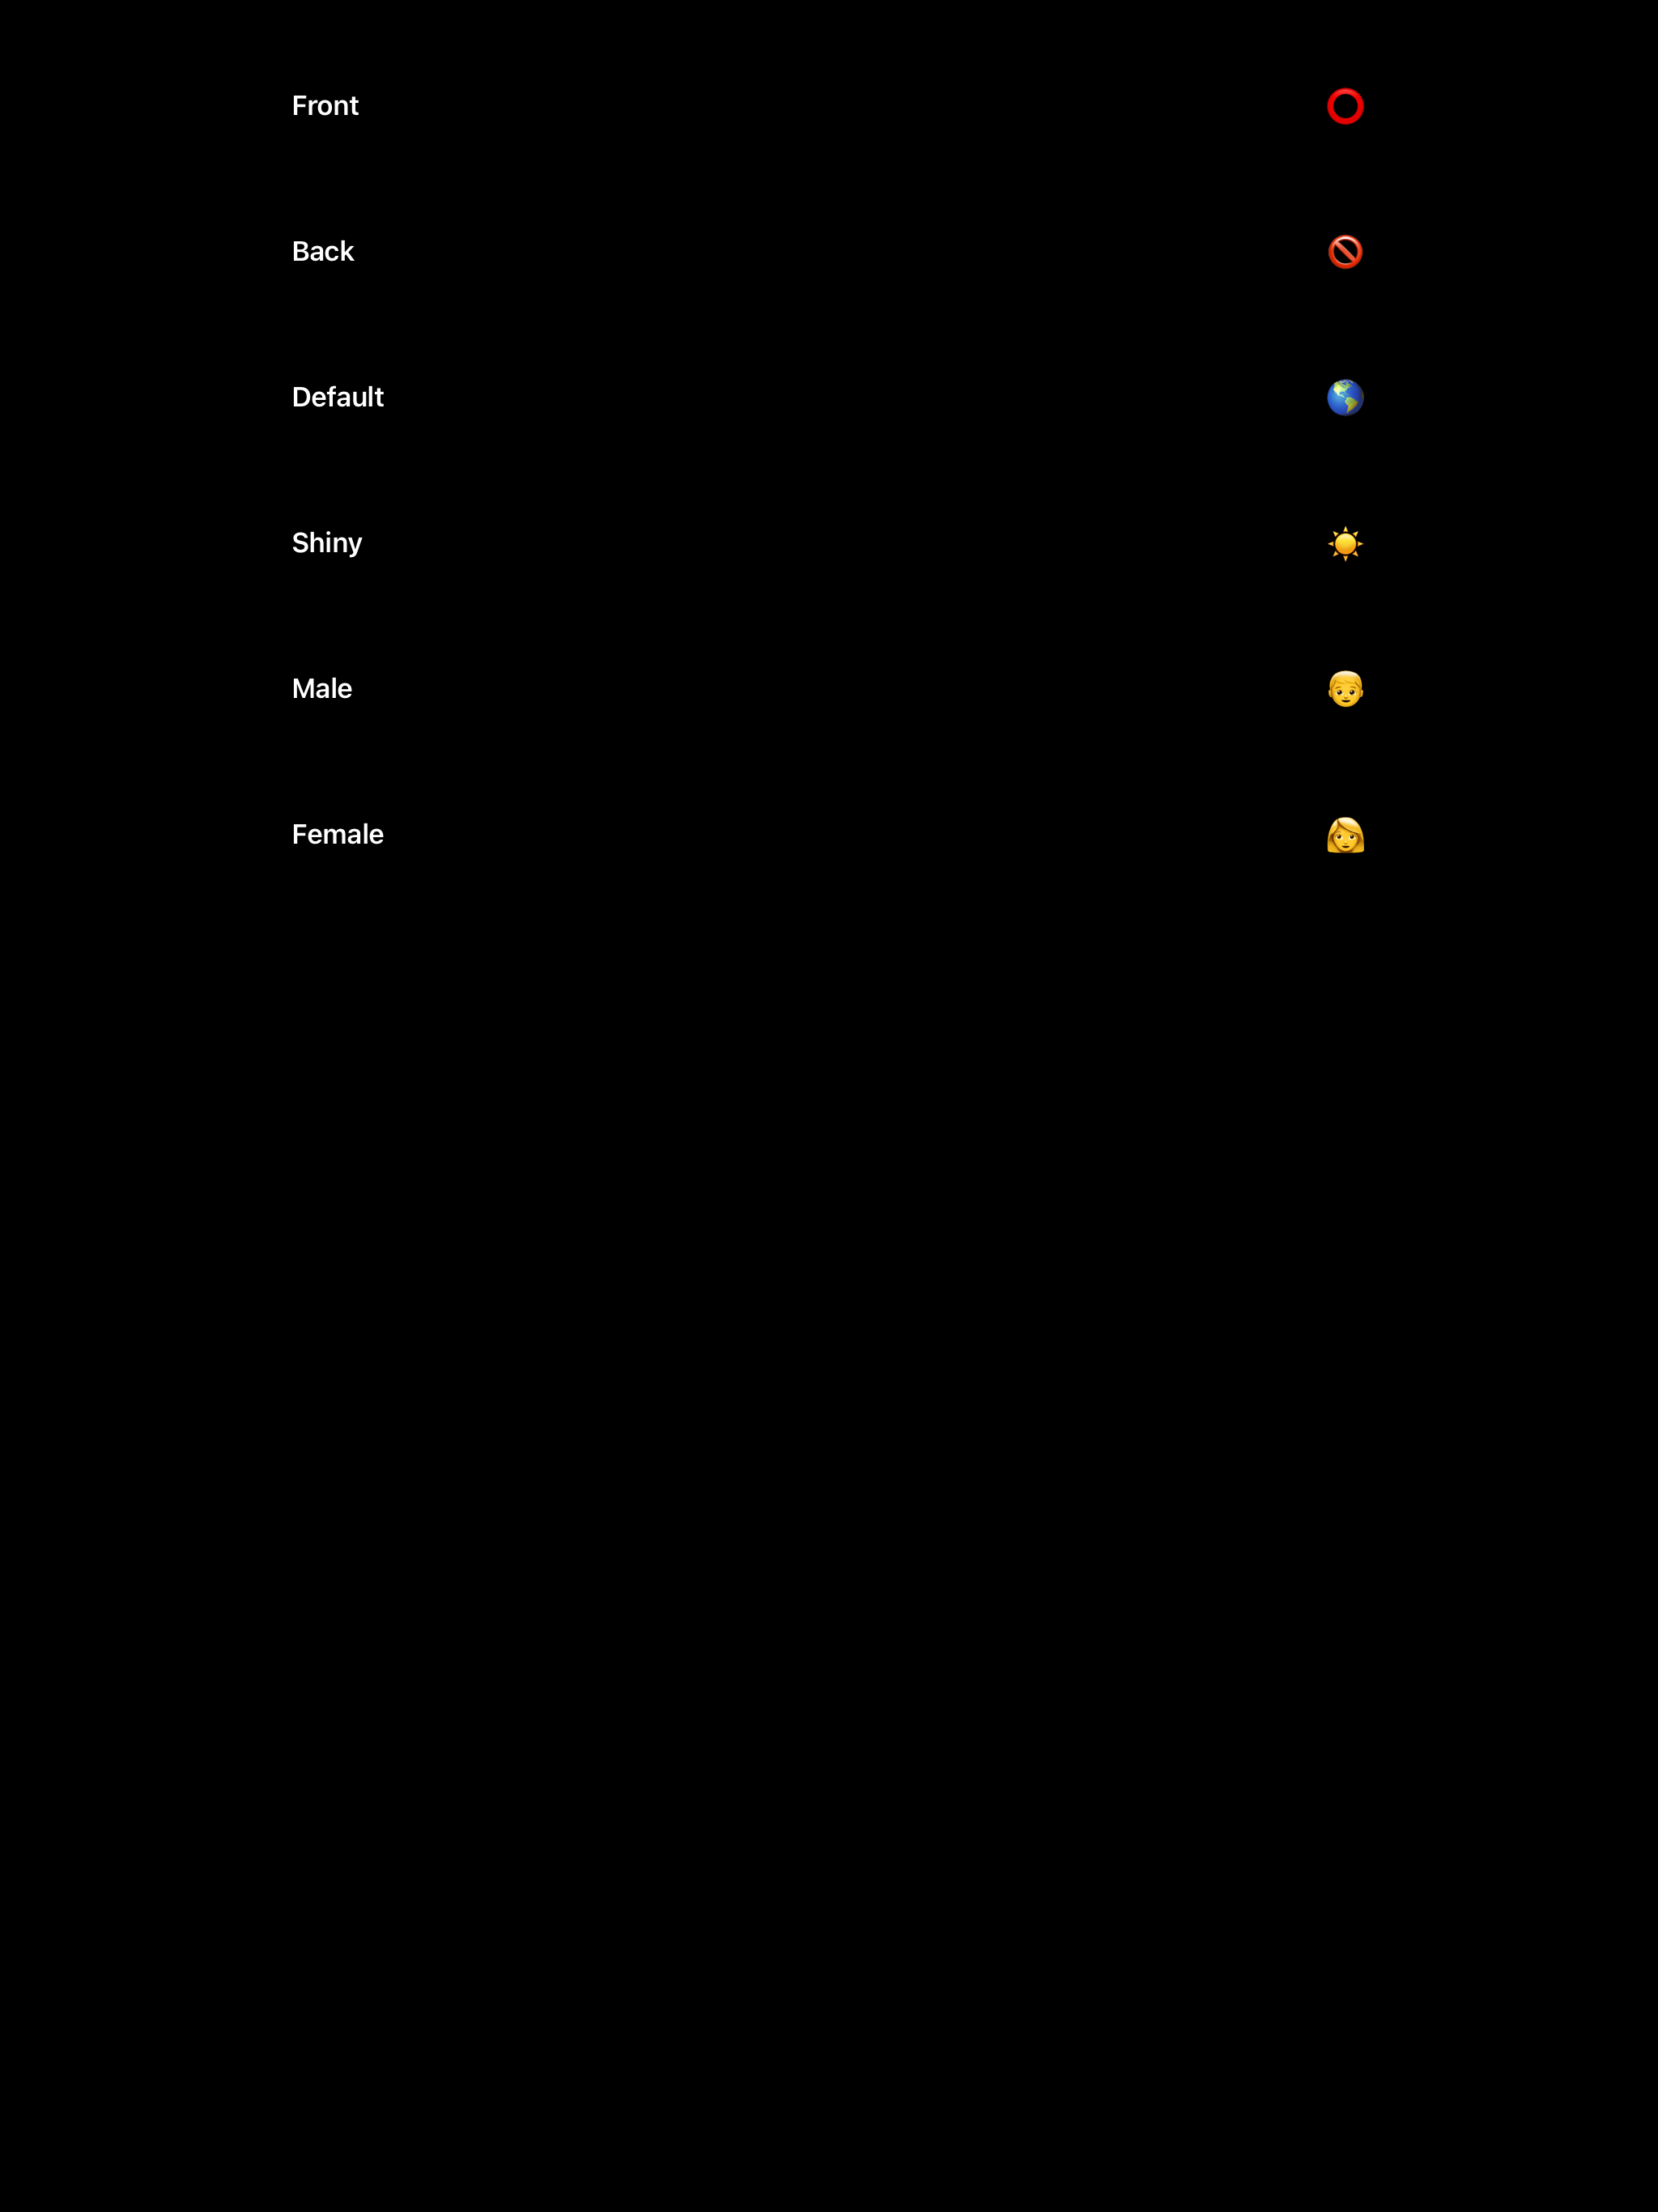 Front ⭕
Back 🚫
Default 🌎
Shiny ☀️
Male 👦
Female 👩